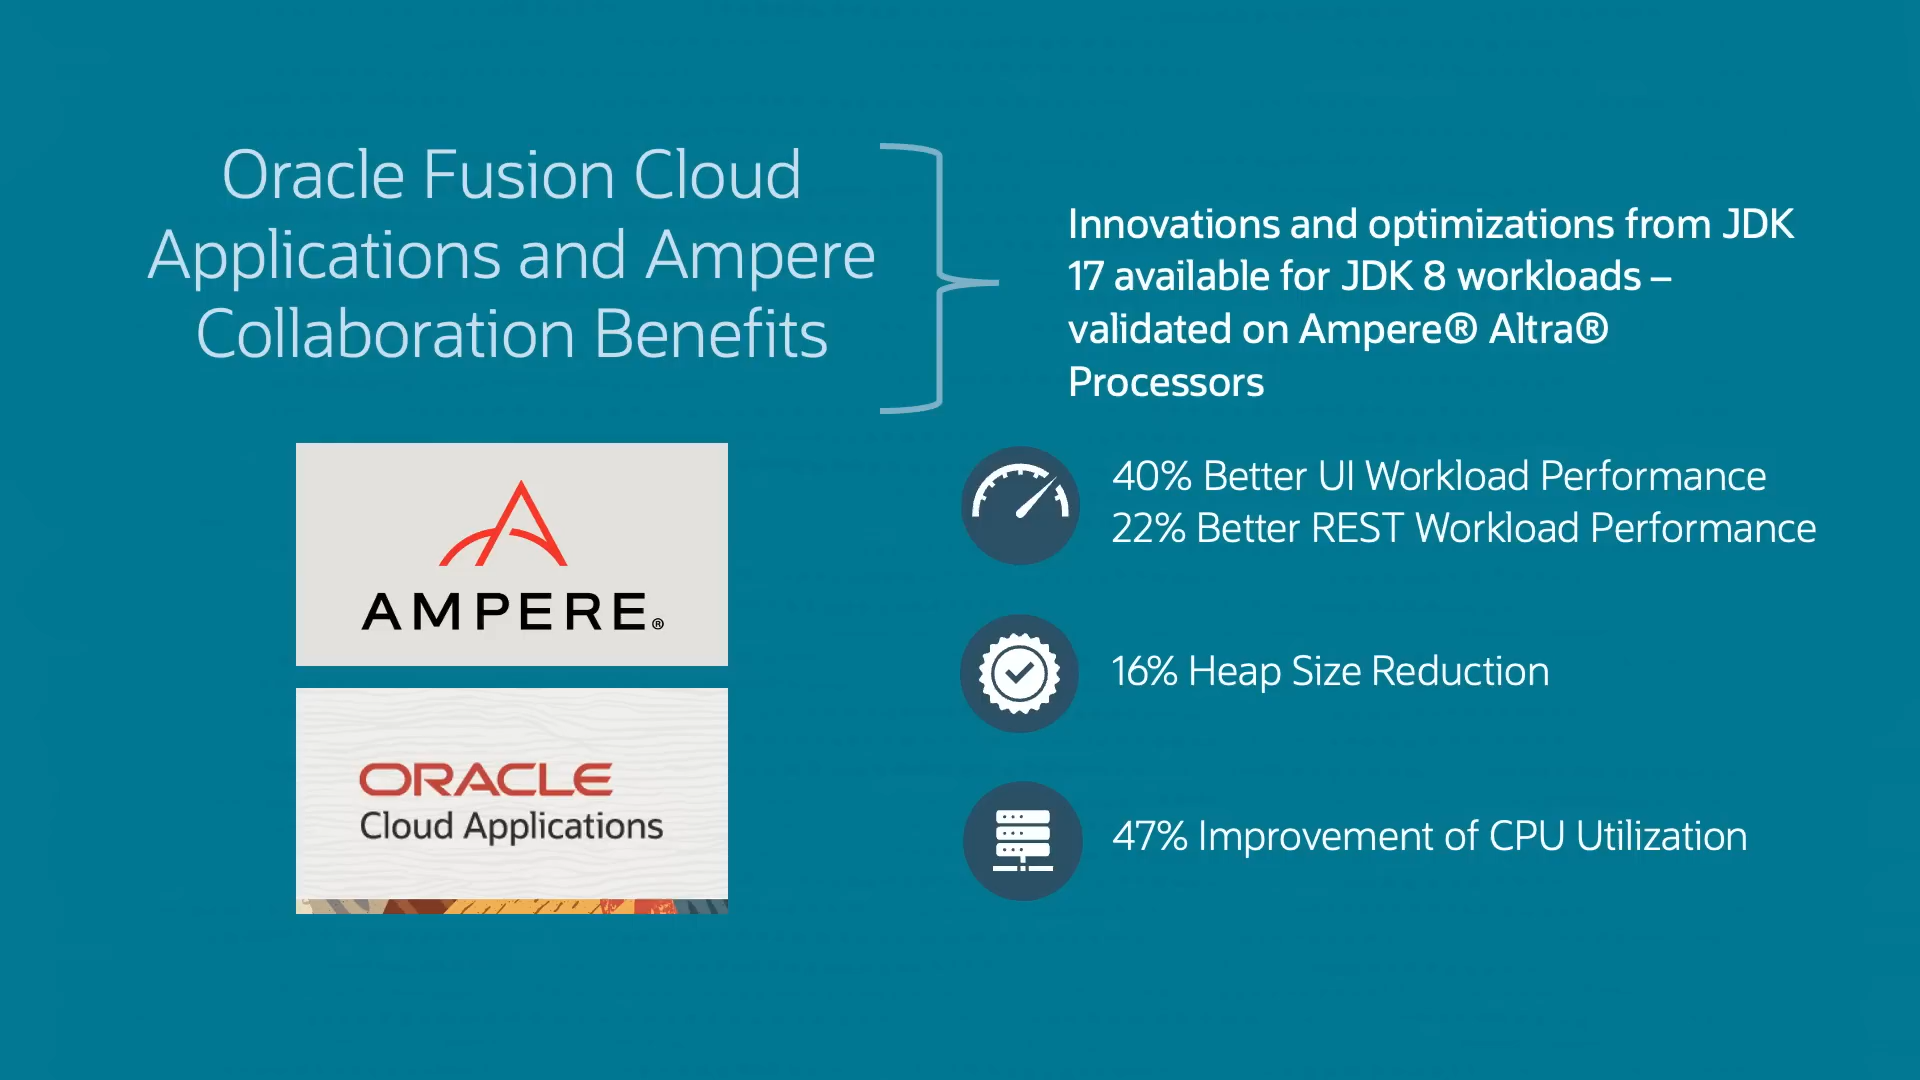 Oracle Fusion Cloud
Applications and Ampere
Collaboration Benefits
AMPERE®
ORACLE
Cloud Applications
Innovations and optimizations from JDK
17 available for JDK 8 workloads –
validated on Ampere® Altra®
Processors
40% Better UI Workload Performance
22% Better REST Workload Performance
16% Heap Size Reduction
47% Improvement of CPU Utilization